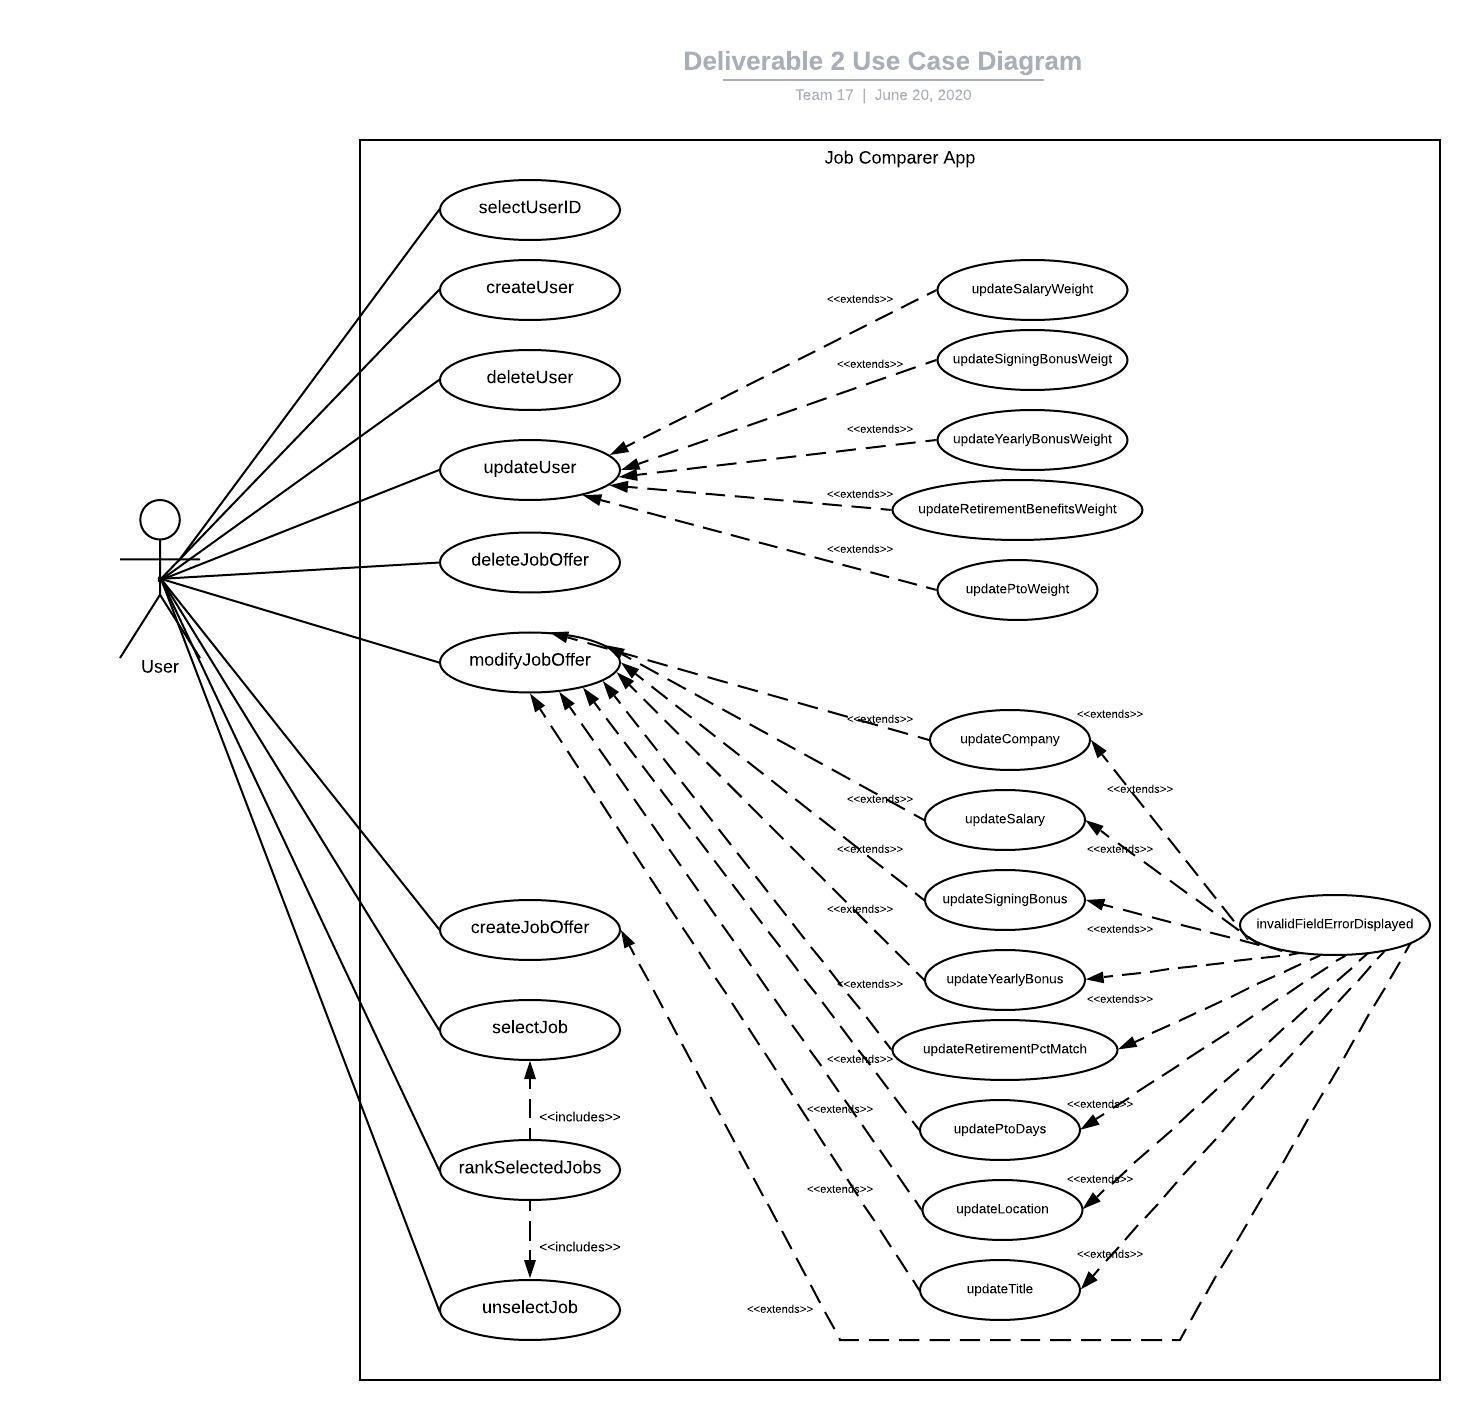 Deliverable 2 Use Case Diagram
Team 17 | June 20, 2020
Job Comparer App
selectUserID
createUser
<<extends>>
updateSalaryWeight
<<extends>>
updateSigningBonusWeigt
deleteUser
<<extends>>
updateYearlyBonusWeight
updateUser
<<extends>>
updateRetirementBenefitsWeight
<<extends>>
deleteJobOffer
updatePtoWeight
User
modifyJobOffer
<<extends>>
<<extends>>
updateCompany
<<extends>>
<<extends>>
updateSalary
<<extends>>
<<extends>>
updateSigningBonus
<<extends>>
invalidFieldErrorDisplayed
createJobOffer
<<extends>>
updateYearlyBonus
<<extends>>
<<extends>>
selectJob
updateRetirementPctMatch
<<extends>>
<<extends>>
<<extends>>
<<includes>>
updatePtoDays
rankSelectedJobs
<<extends>>
<<extends>>
updateLocation
<<includes>>
<<extends>>
updateTitle
unselectJob
<<extends>>